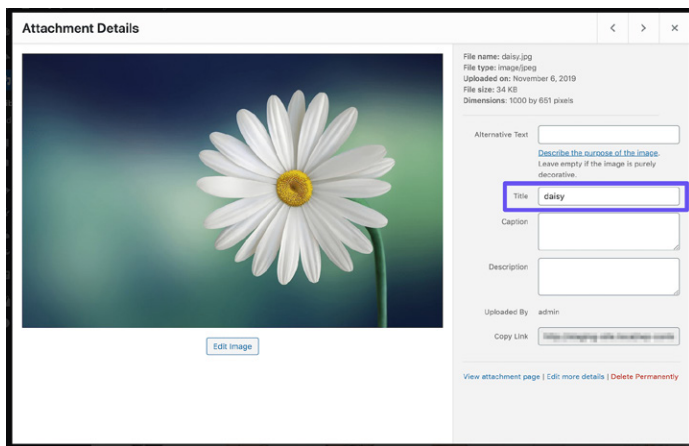 Attachment Details
File name: daisy.jpg
File type: image/jpeg
Uploaded on: November 6, 2019
File size: 34 KB
Dimensions: 1000 by 651 pixels
Alternative Text
Describe the purpose of the image.
Leave empty if the image is purely
decorative.
Title daisy
Caption
Description
Uploaded By admin
Copy Link
Edit Image
View attachment page | Edit more details | Delete Permanently